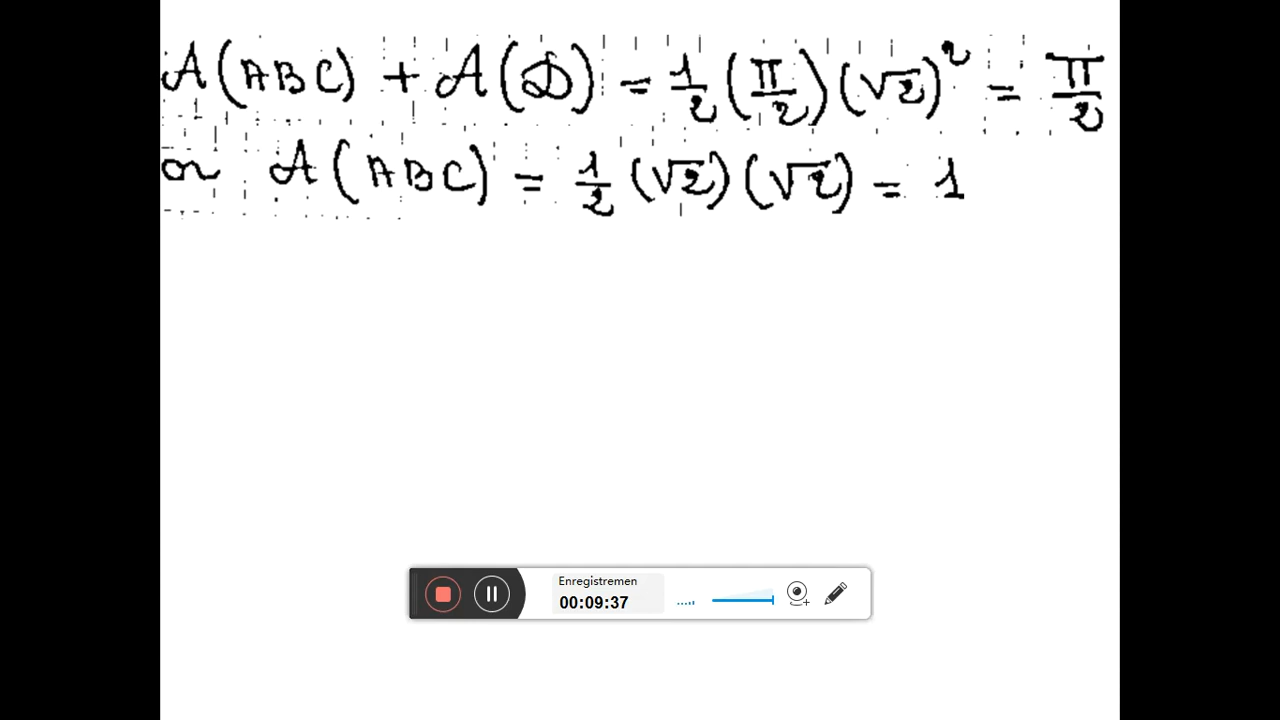 A(ABC) + A(D) = 1/2 (π/2)(√2)² = π/2
or A(ABC) = 1/2 (√2)(√2) = 1
Enregistremen
00:09:37